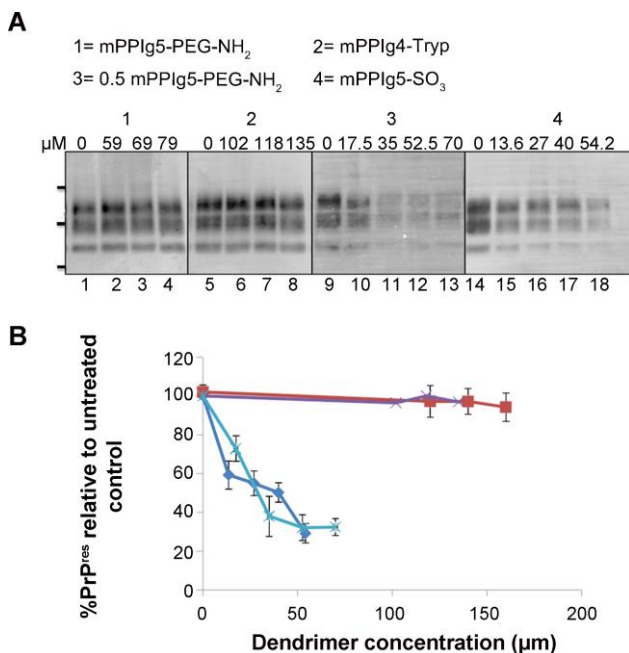 A
1= mPPIg5-PEG-NH2 2= mPPIg4-Tryp
3= 0.5 mPPIg5-PEG-NH2 4= mPPIg5-SO3
1 2 3 4
µM 0 59 69 79 0 102 118 135 0 17.5 35 52.5 70 0 13.6 27 40 54.2
1 2 3 4 5 6 7 8 9 10 11 12 13 14 15 16 17 18
B
%PrPres relative to untreated
control
120
100
80
60
40
20
0
0 50 100 150 200
Dendrimer concentration (µm)